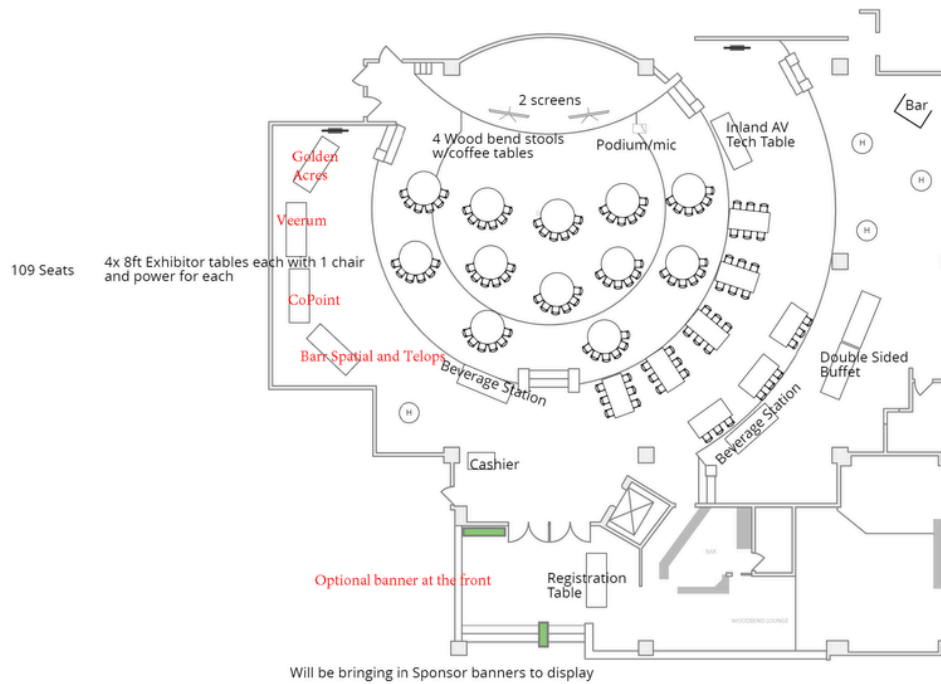 Bar
2 screens
Inland AV
Tech Table
4 Wood bend stools
w/coffee tables
Podium/mic
H
Golden
Acres
H
Veerum
H
109 Seats
4x 8ft Exhibitor tables each with 1 chair
and power for each
CoPoint
Barr Spatial and Telops
Double Sided
Buffet
Beverage Station
Beverage Station
H
Cashier
BAR
Optional banner at the front
Registration
Table
WOODBEND LOUNGE
Will be bringing in Sponsor banners to display